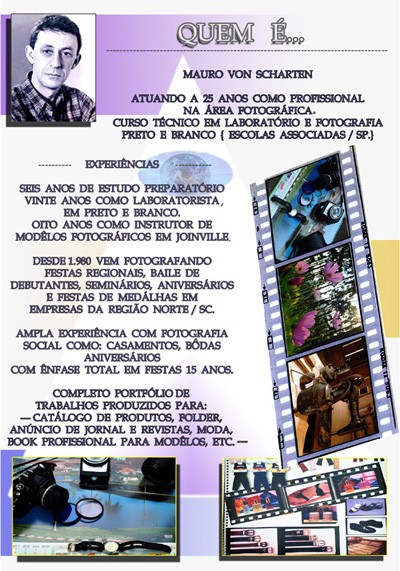 QUEM É...
MAURO VON SCHARTEN
ATUANDO A 25 ANOS COMO PROFISSIONAL
NA ÁREA FOTOGRÁFICA.
CURSO TÉCNICO EM LABORATÓRIO E FOTOGRAFIA
PRETO E BRANCO { ESCOLAS ASSOCIADAS / SP.}
---------- EXPERIÊNCIAS -----------
SEIS ANOS DE ESTUDO PREPARATÓRIO
VINTE ANOS COMO LABORATORISTA,
EM PRETO E BRANCO.
OITO ANOS COMO INSTRUTOR DE
MODÊLOS FOTOGRÁFICOS EM JOINVILLE.
DESDE 1.980 VEM FOTOGRAFANDO
FESTAS REGIONAIS, BAILE DE
DEBUTANTES, SEMINÁRIOS, ANIVERSÁRIOS
E FESTAS DE MEDÁLHAS EM
EMPRESAS DA REGIÃO NORTE / SC.
AMPLA EXPERIÊNCIA COM FOTOGRAFIA
SOCIAL COMO: CASAMENTOS, BÔDAS
ANIVERSÁRIOS
COM ÊNFASE TOTAL EM FESTAS 15 ANOS.
COMPLETO PORTFÓLIO DE
TRABALHOS PRODUZIDOS PARA:
--- CATÁLOGO DE PRODUTOS, FOLDER,
ANÚNCIO DE JORNAL E REVISTAS, MODA,
BOOK PROFISSIONAL PARA MODÊLOS, ETC. ---